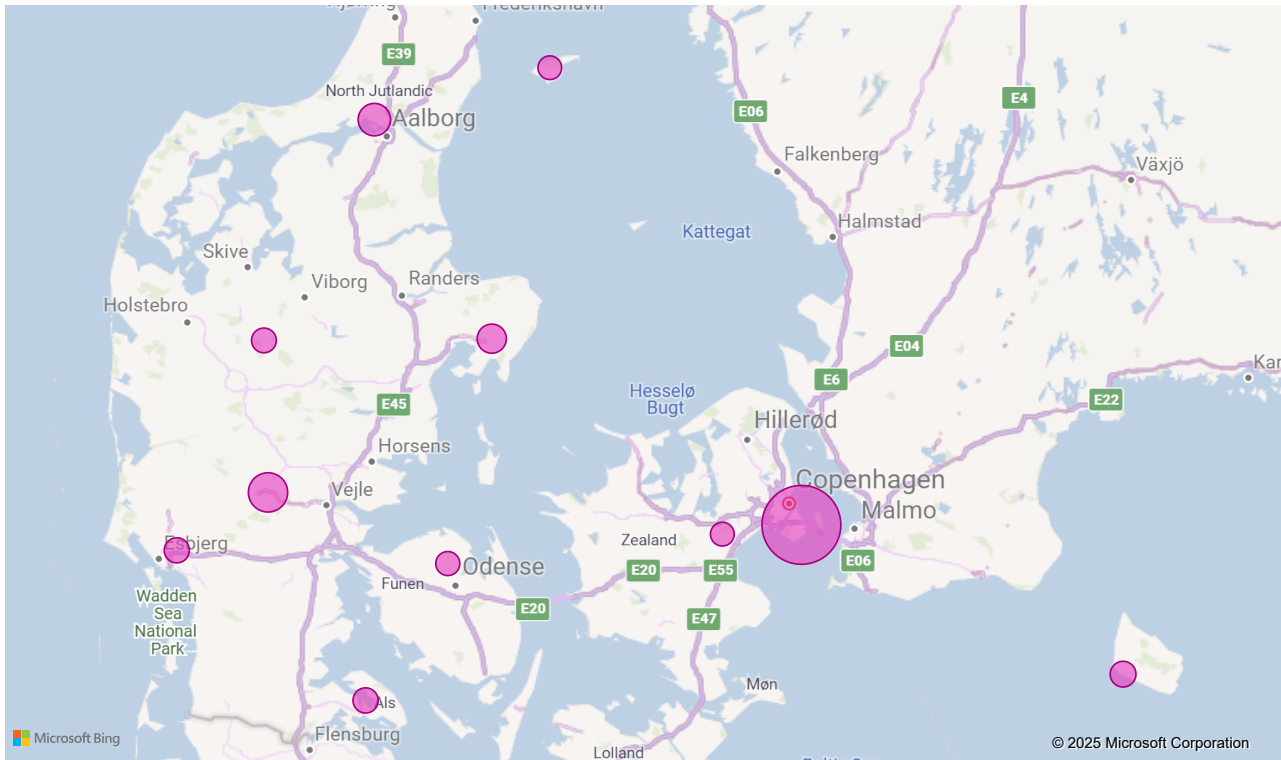 E39
North Jutlandic
Aalborg
E06
E4
Falkenberg
Växjö
Halmstad
Kattegat
Skive
Viborg
Randers
Holstebro
E04
E6
Hesselø
Bugt
E45
E22
Hillerød
Horsens
Copenhagen
Vejle
Malmo
Esbjerg
Zealand
E06
Odense
E20
E55
Funen
E20
E47
Wadden
Sea
National
Park
Møn
Als
Flensburg
Lolland
Microsoft Bing
© 2025 Microsoft Corporation